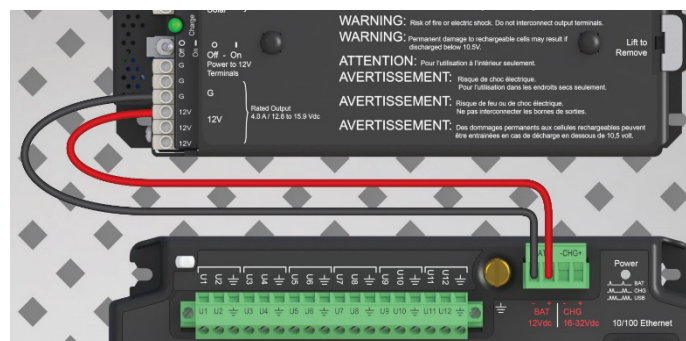 Solar
Charge
WARNING: Risk of fire or electric shock. Do not interconnect output terminals.
WARNING: Permanent damage to rechargeable cells may result if
discharged below 10.5V.
Lift to
Remove
Off On
Off - On
Power to 12V
Terminals
ATTENTION: Pour l'utilisation à l'intérieur seulement.
AVERTISSEMENT: Risque de choc électrique.
Pour l'utilisation dans les endroits secs seulement.
AVERTISSEMENT: Risque de feu ou de choc électrique.
Ne pas interconnecter les bornes de sorties.
AVERTISSEMENT: Des dommages permanents aux cellules rechargeables peuvent
être entrainées en cas de décharge en dessous de 10,5 volt.
G
G
G
12V
12V
12V
G
12V
Rated Output
4.0 A / 12.8 to 15.9 Vdc
BAT -CHG+
U1 U2 U3 U4 U5 U6 U7 U8 U9 U10 U11 U12
U1 U2 U3 U4 U5 U6 U7 U8 U9 U10 U11 U12
- + - +
BAT CHG
12Vdc 16-32Vdc
Power
BAT
CHG
USE
10/100 Ethernet